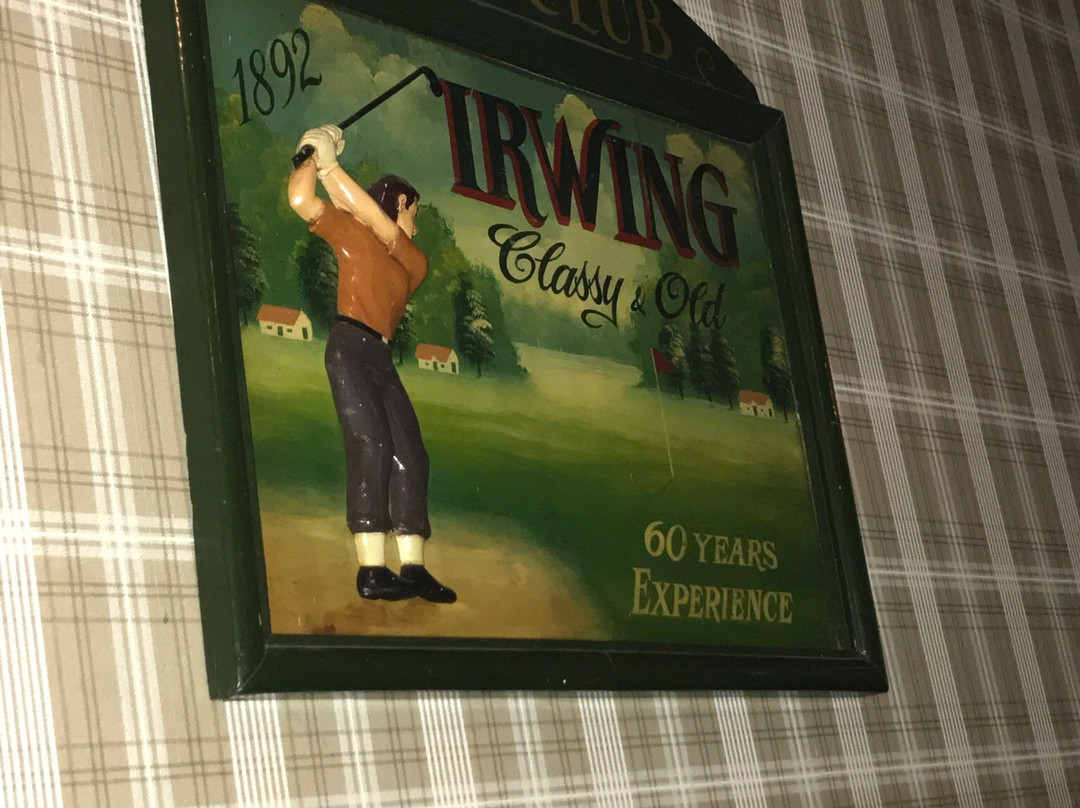 CLUB
1892
IRWING
Classy & Old
60 YEARS
EXPERIENCE